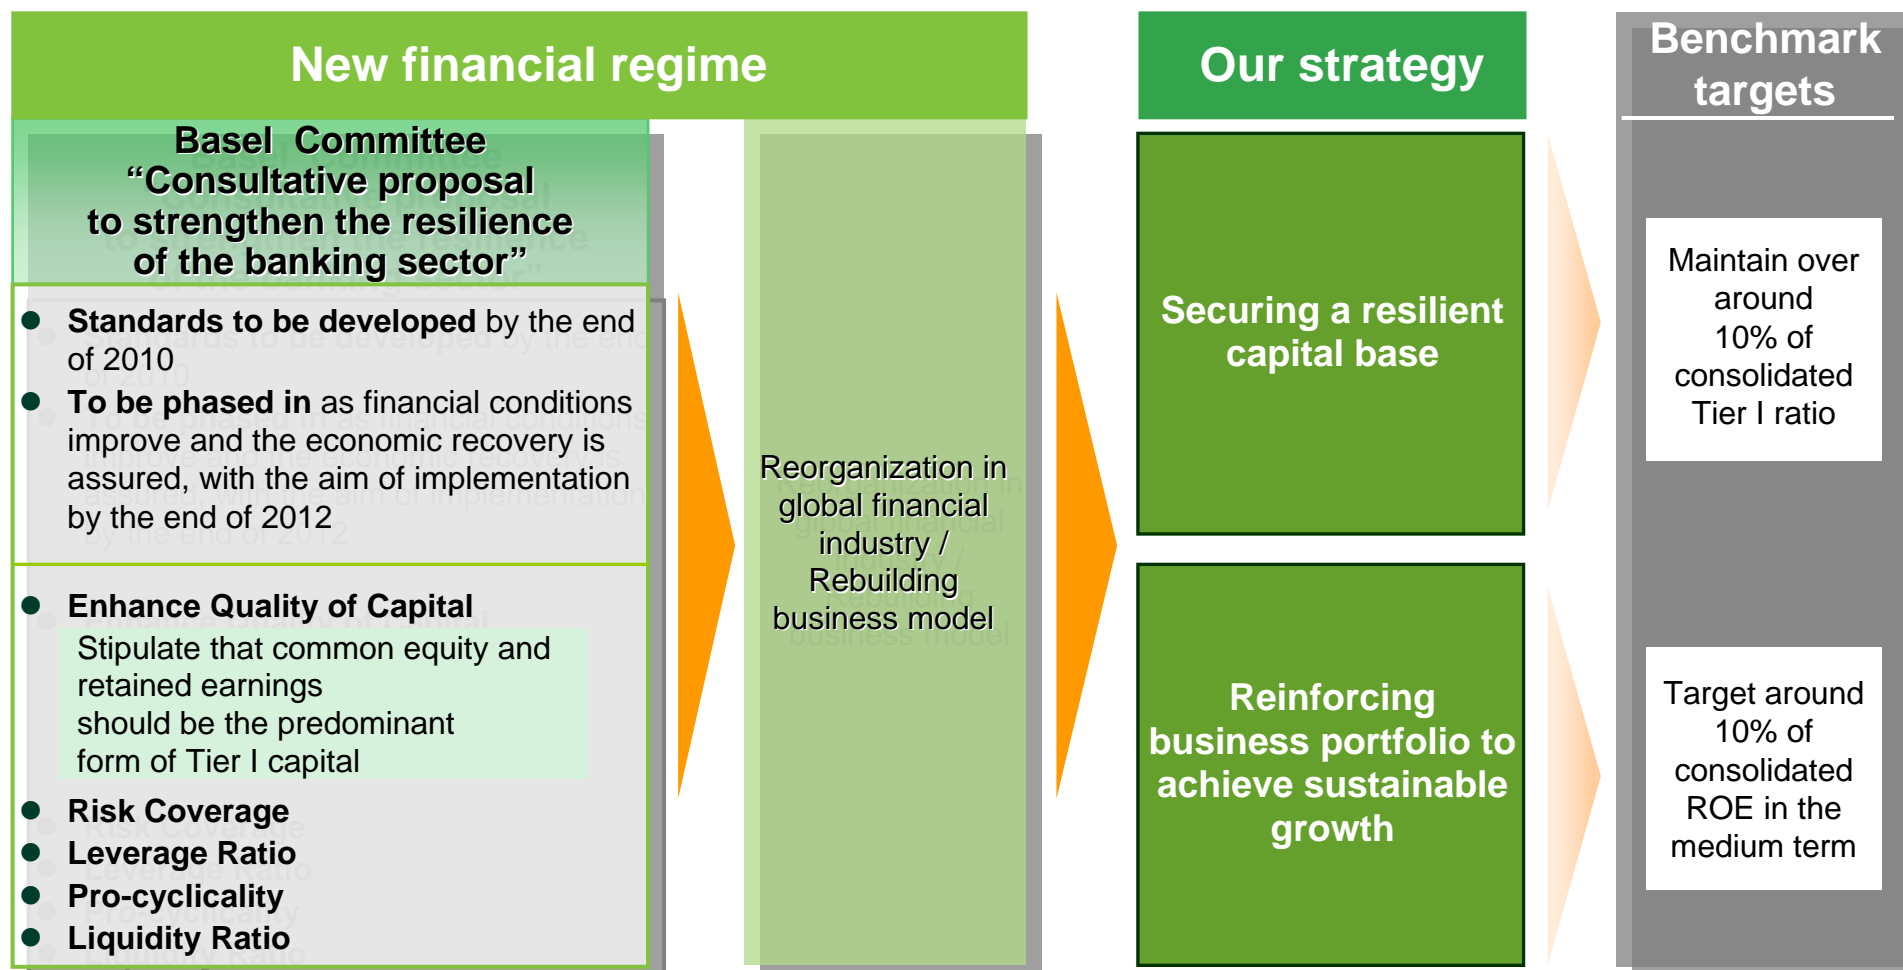 New financial regime
Basel Committee
“Consultative proposal
to strengthen the resilience
of the banking sector”
● Standards to be developed by the end
of 2010
● To be phased in as financial conditions
improve and the economic recovery is
assured, with the aim of implementation
by the end of 2012
● Enhance Quality of Capital
Stipulate that common equity and
retained earnings
should be the predominant
form of Tier I capital
● Risk Coverage
● Leverage Ratio
● Pro-cyclicality
● Liquidity Ratio
Reorganization in
global financial
industry /
Rebuilding
business model
Our strategy
Securing a resilient
capital base
Reinforcing
business portfolio to
achieve sustainable
growth
Benchmark
targets
Maintain over
around
10% of
consolidated
Tier I ratio
Target around
10% of
consolidated
ROE in the
medium term